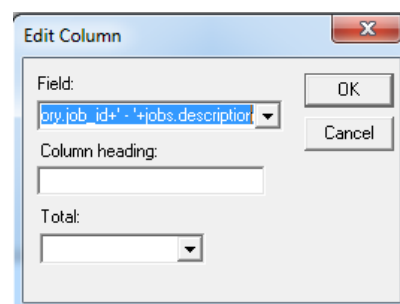 Edit Column
Field:
OK
ory.job_id+' - '+jobs.description
Cancel
Column heading:
Total: